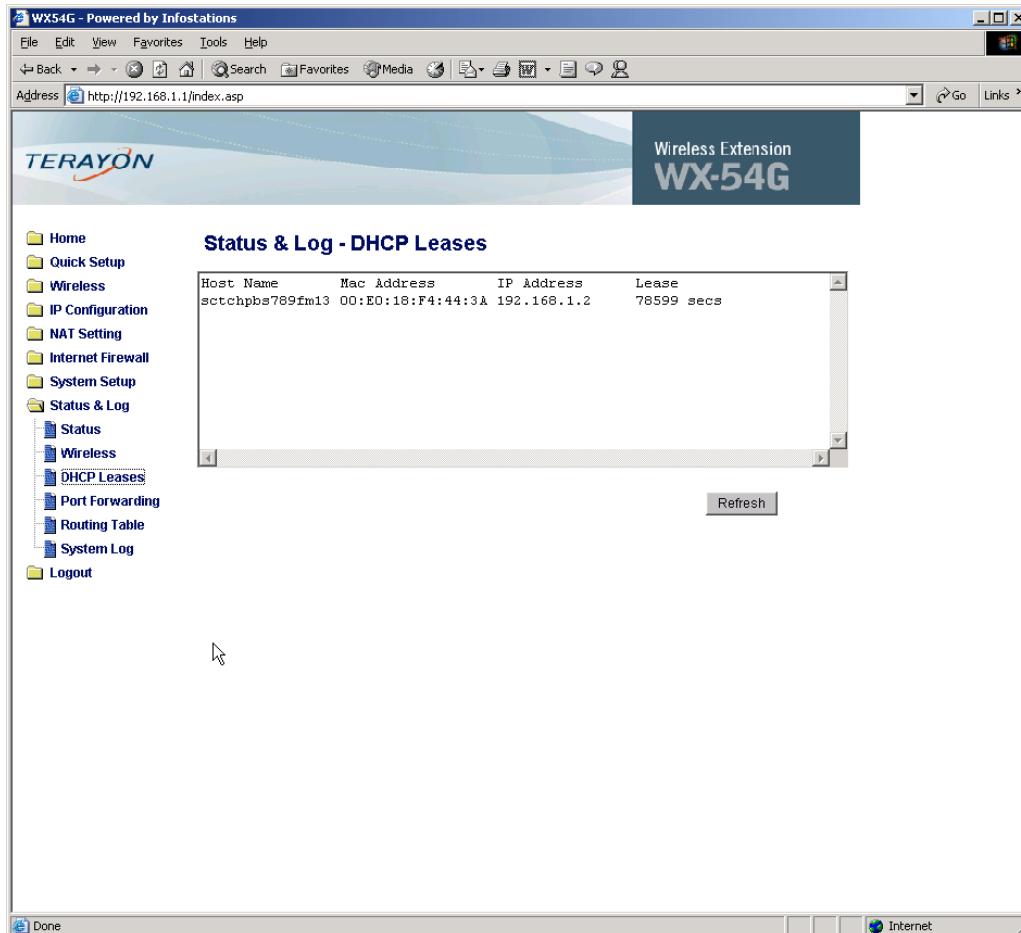 WX54G - Powered by Infostations
File Edit View Favorites Tools Help
Back Search Favorites Media
Address http://192.168.1.1/index.asp Go Links
TERAYON
Wireless Extension
WX-54G
Home
Quick Setup
Wireless
IP Configuration
NAT Setting
Internet Firewall
System Setup
Status & Log
Status
Wireless
DHCP Leases
Port Forwarding
Routing Table
System Log
Logout
Status & Log - DHCP Leases
Host Name Mac Address IP Address Lease
sctchpbs789fm13 00:E0:18:F4:44:3A 192.168.1.2 78599 secs
Refresh
Done Internet